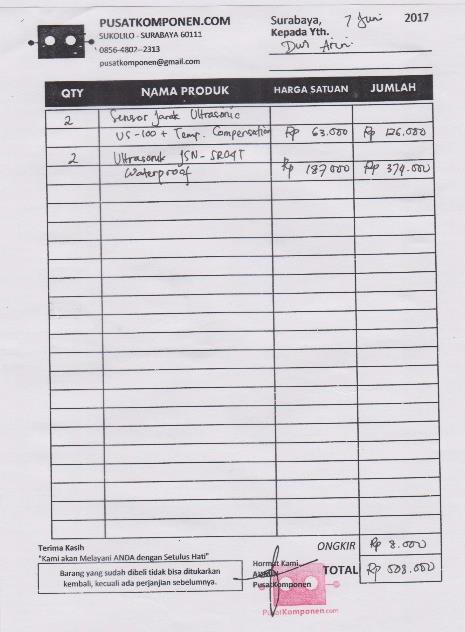 PUSATKOMPONEN.COM
SUKOLILO - SURABAYA 60111
0856-4802-2313
pusatkomponen@gmail.com
Surabaya, 7 Juni 2017
Kepada Yth.
Dwi Arini
QTY NAMA PRODUK HARGA SATUAN JUMLAH
2 Sensor Jarak Ultrasonic
US-100 + Temp. Compensation Rp 63.000 Rp 126.000
2 Ultrasonik JSN-SR04T
Waterproof Rp 187.000 Rp 374.000
Terima Kasih
"Kami akan Melayani ANDA dengan Setulus Hati"
Barang yang sudah dibeli tidak bisa ditukarkan
kembali, kecuali ada perjanjian sebelumnya.
Hormat Kami
PusatKomponen
PusatKomponen.com
ONGKIR Rp 8.000
TOTAL Rp 508.000